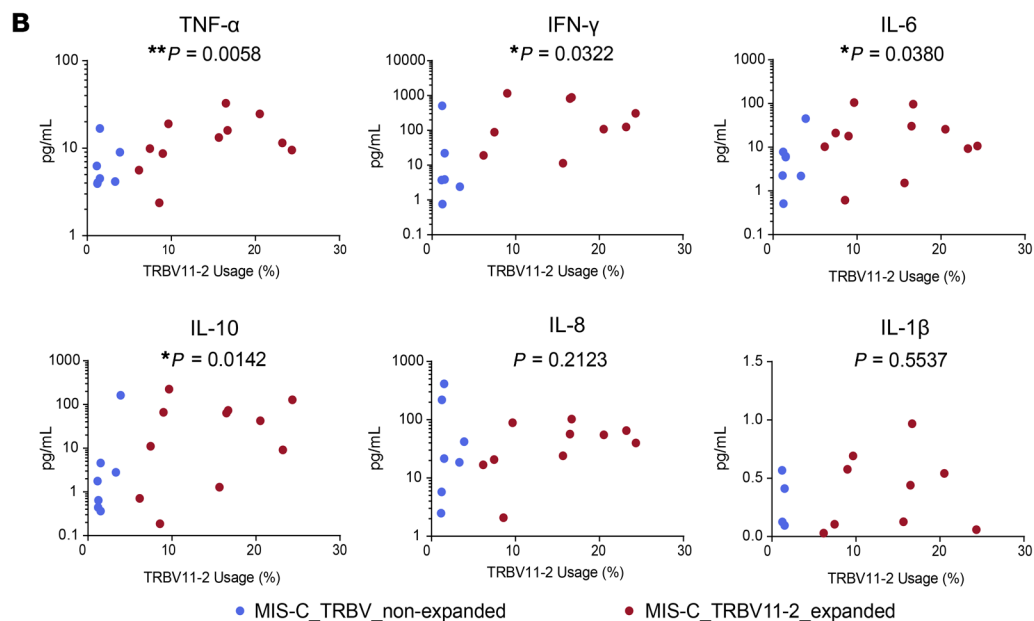 B
TNF-α
**P = 0.0058
100
10
1
pg/mL
0 10 20 30
TRBV11-2 Usage (%)
IFN-γ
*P = 0.0322
10000
1000
100
10
1
0.1
pg/mL
0 10 20 30
TRBV11-2 Usage (%)
IL-6
*P = 0.0380
1000
100
10
1
0.1
pg/mL
0 10 20 30
TRBV11-2 Usage (%)
IL-10
*P = 0.0142
1000
100
10
1
0.1
pg/mL
0 10 20 30
TRBV11-2 Usage (%)
IL-8
P = 0.2123
1000
100
10
1
pg/mL
0 10 20 30
TRBV11-2 Usage (%)
IL-1β
P = 0.5537
1.5
1.0
0.5
0.0
pg/mL
0 10 20 30
TRBV11-2 Usage (%)
MIS-C_TRBV_non-expanded
MIS-C_TRBV11-2_expanded